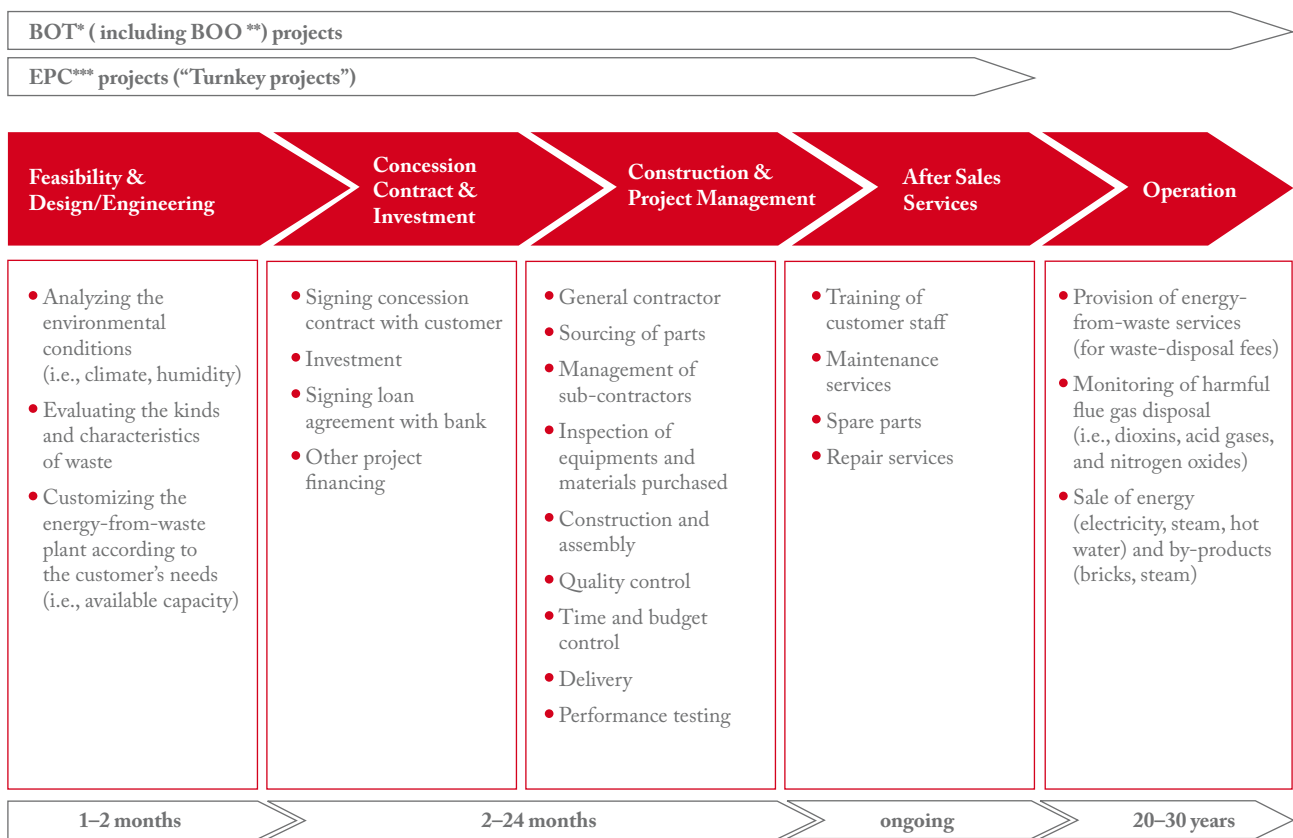 BOT* ( including BOO **) projects
EPC*** projects (“Turnkey projects”)
Feasibility &
Design/Engineering
Concession
Contract &
Investment
Construction &
Project Management
After Sales
Services
Operation
• Analyzing the
environmental
conditions
(i.e., climate, humidity)
• Evaluating the kinds
and characteristics
of waste
• Customizing the
energy-from-waste
plant according to
the customer’s needs
(i.e., available capacity)
• Signing concession
contract with customer
• Investment
• Signing loan
agreement with bank
• Other project
financing
• General contractor
• Sourcing of parts
• Management of
sub-contractors
• Inspection of
equipments and
materials purchased
• Construction and
assembly
• Quality control
• Time and budget
control
• Delivery
• Performance testing
• Training of
customer staff
• Maintenance
services
• Spare parts
• Repair services
• Provision of energy-
from-waste services
(for waste-disposal fees)
• Monitoring of harmful
flue gas disposal
(i.e., dioxins, acid gases,
and nitrogen oxides)
• Sale of energy
(electricity, steam, hot
water) and by-products
(bricks, steam)
1–2 months
2–24 months
ongoing
20–30 years